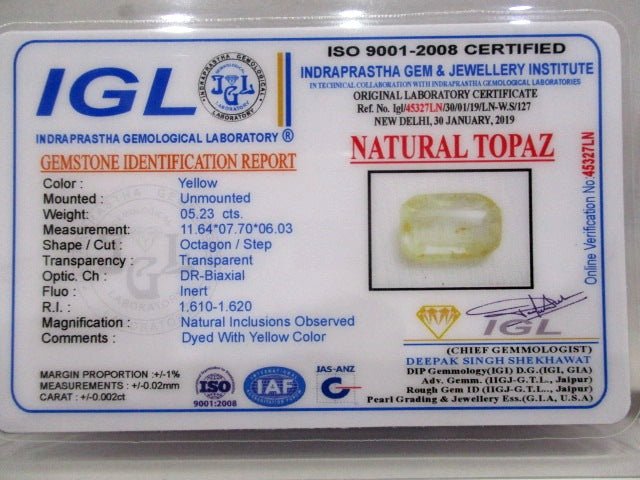 ISO 9001-2008 CERTIFIED
IGL
INDRAPRASTHA GEMOLOGICAL
IGL
LABORATORY
INDRAPRASTHA GEM & JEWELLERY INSTITUTE
IN TECHNICAL COLLABORATION WITH INDRAPRASTHA GEMOLOGICAL LABORATORIES
ORIGINAL LABORATORY CERTIFICATE
Ref. No. Igl/45327LN/30/01/19/LN-W.S/127
NEW DELHI, 30 JANUARY, 2019
INDRAPRASTHA GEMOLOGICAL LABORATORY ®
GEMSTONE IDENTIFICATION REPORT
NATURAL TOPAZ
Color : Yellow
Mounted : Unmounted
Weight: 05.23 cts.
Measurement: 11.64*07.70*06.03
Shape / Cut : Octagon / Step
Transparency : Transparent
Optic. Ch : DR-Biaxial
Fluo : Inert
R.I. : 1.610-1.620
Magnification : Natural Inclusions Observed
Comments : Dyed With Yellow Color
Online Verification No:45327LN
IGL
(CHIEF GEMMOLOGIST)
DEEPAK SINGH SHEKHAWAT
DIP Gemmology(IGI) D.G.(IGI, GIA)
Adv. Gemm. (IIGJ-G.T.L., Jaipur)
Rough Gem ID (IIGJ-G.T.L., Jaipur)
Pearl Grading & Jewellery Ess.(G.I.A, U.S.A)
MARGIN PROPORTION :+/-1%
MEASUREMENTS : +/-0.02mm
CARAT : +/-0.002ct
ISO
9001:2008
IAF
JAS-ANZ